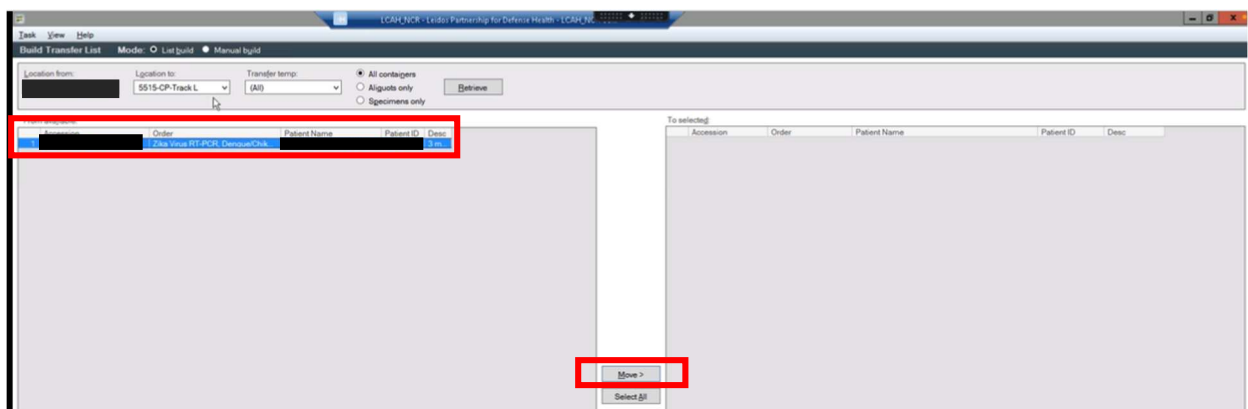 LCAH_NCR - Leidos Partnership for Defense Health - LCAH_NC
Task View Help
Build Transfer List Mode: List build Manual build
Location from: Location to: Transfer temp: All containers
5515-CP-Track L (All) Aliquots only Retrieve
Specimens only
To selected:
Accession Order Patient Name Patient ID Desc Accession Order Patient Name Patient ID Desc
1 Zika Virus RT-PCR, Dengue/Chik... 3 m...
Move >
Select All